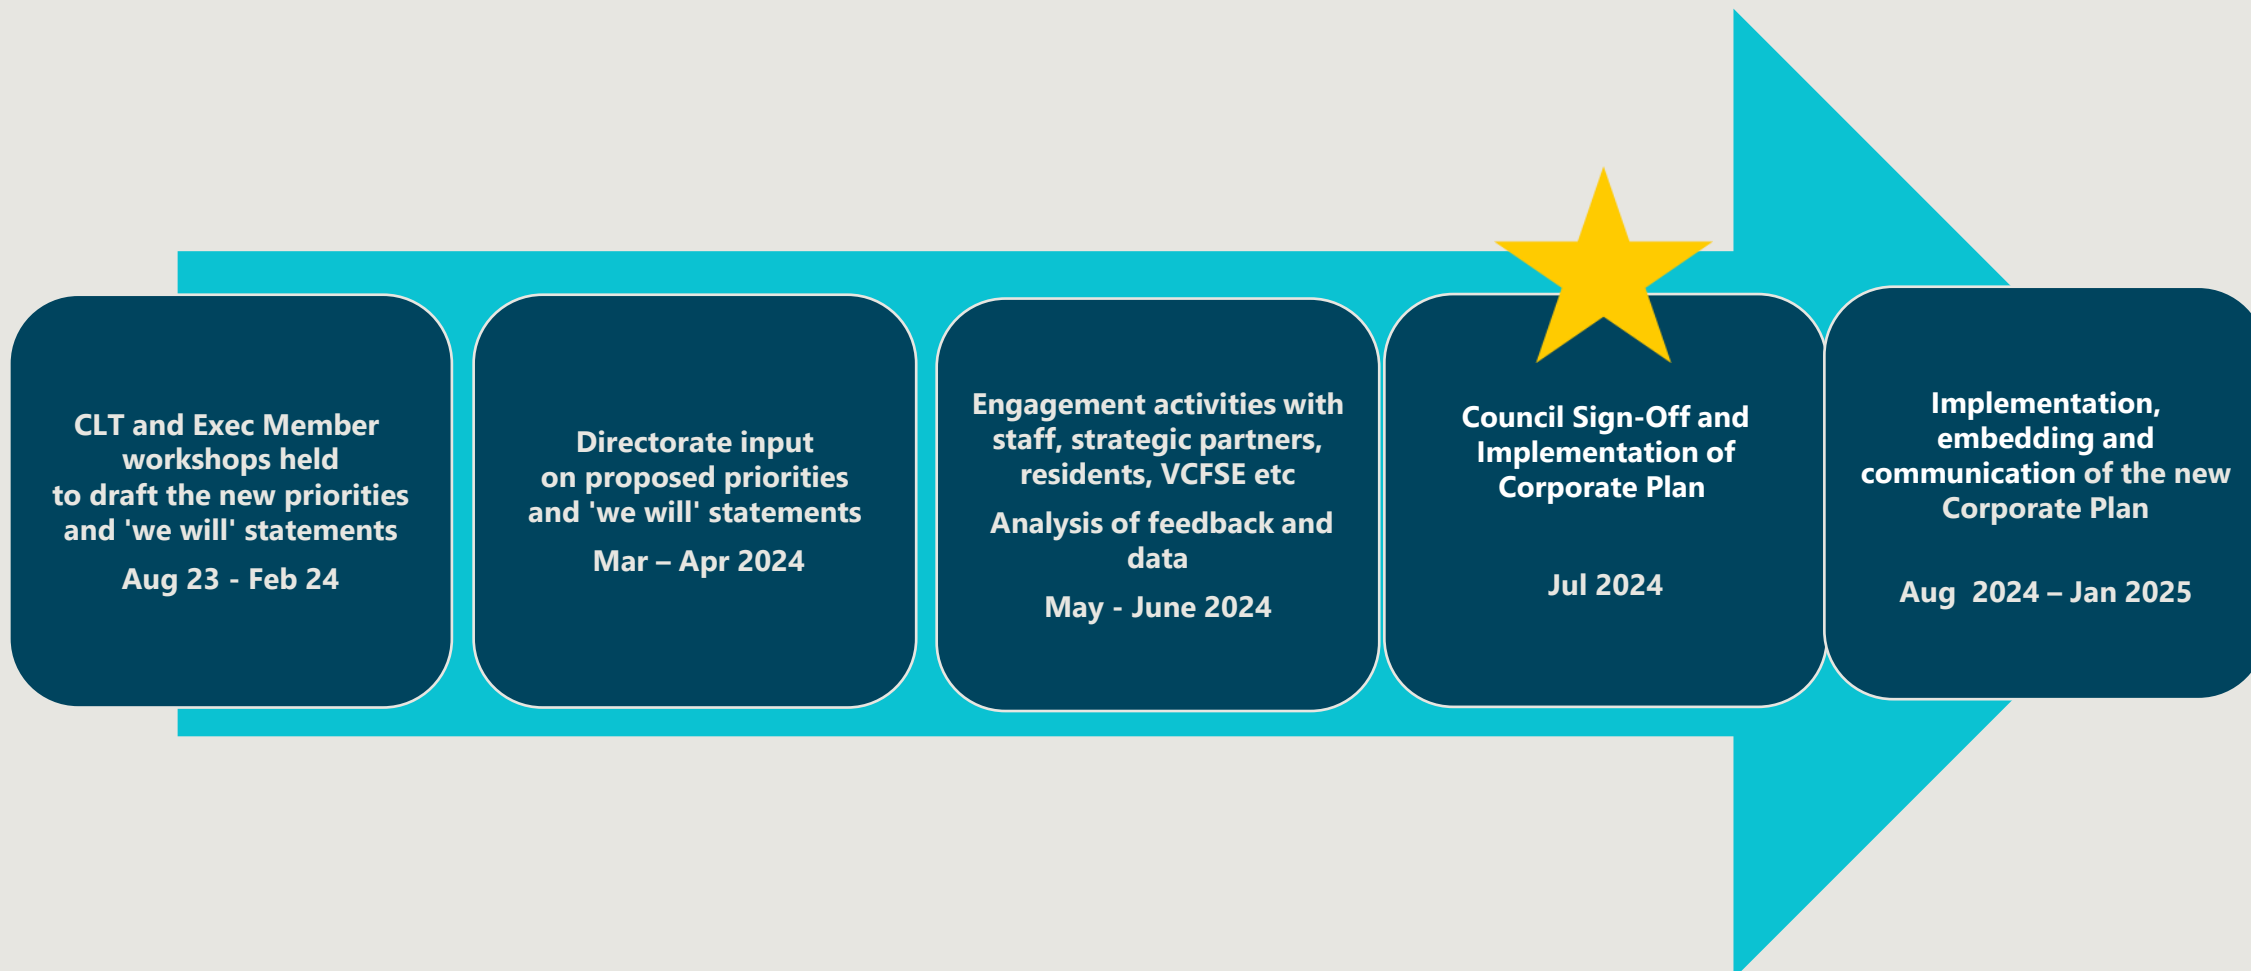 CLT and Exec Member
workshops held
to draft the new priorities
and 'we will' statements
Aug 23 - Feb 24
Directorate input
on proposed priorities
and 'we will' statements
Mar – Apr 2024
Engagement activities with
staff, strategic partners,
residents, VCFSE etc
Analysis of feedback and
data
May - June 2024
Council Sign-Off and
Implementation of
Corporate Plan
Jul 2024
Implementation,
embedding and
communication of the new
Corporate Plan
Aug  2024 – Jan 2025